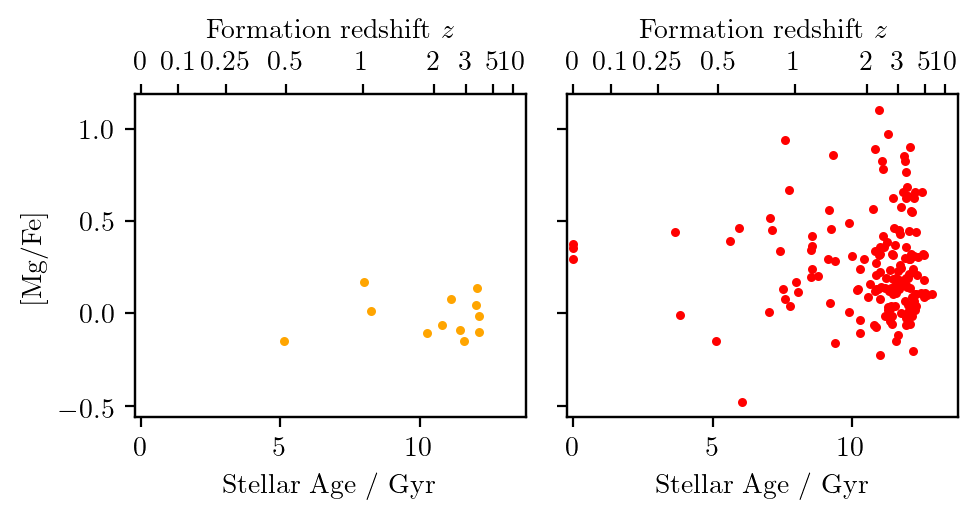 Formation redshift z
Formation redshift z
0 0.1 0.25 0.5 1 2 3 5 10
0 0.1 0.25 0.5 1 2 3 5 10
1.0
0.5
0.0
−0.5
[Mg/Fe]
0 5 10
0 5 10
Stellar Age / Gyr
Stellar Age / Gyr